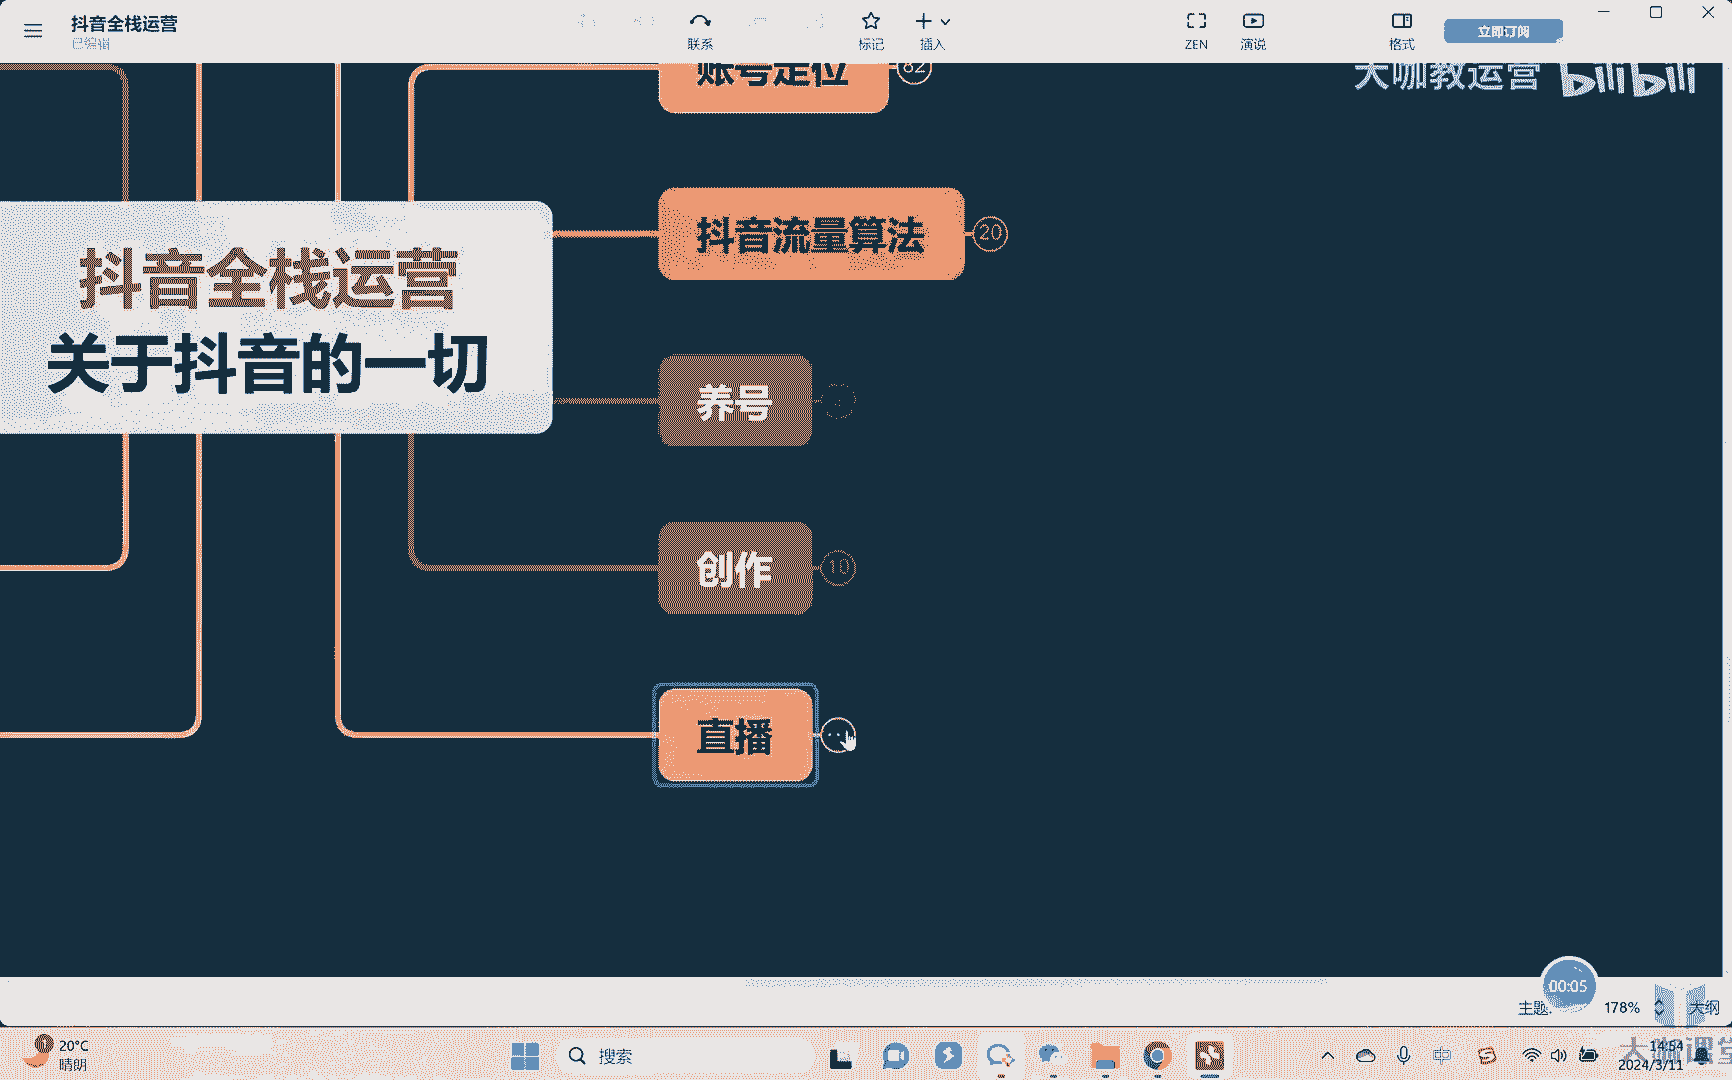 抖音全栈运营
已编辑
联系
标记
插入
ZEN
演说
格式
立即订阅
账号定位
82
大咖教运营
bilibili
抖音流量算法
20
抖音全栈运营
关于抖音的一切
养号
创作
10
直播
00:05
主题:
178%
大纲
20°C
晴朗
搜索
中
14:54
2024/3/11